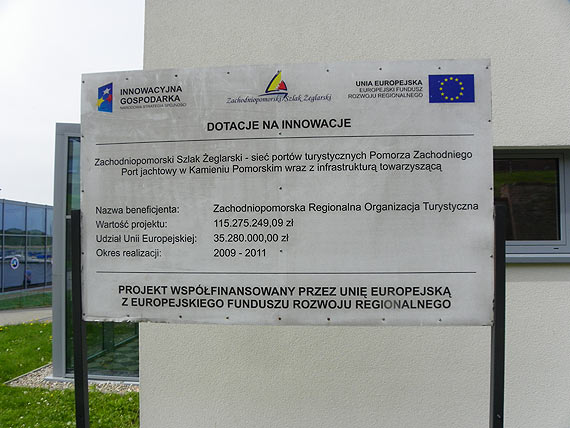 INNOWACYJNA
GOSPODARKA
NARODOWA STRATEGIA SPÓJNOŚCI
Zachodniopomorski Szlak Żeglarski
UNIA EUROPEJSKA
EUROPEJSKI FUNDUSZ
ROZWOJU REGIONALNEGO
DOTACJE NA INNOWACJE
Zachodniopomorski Szlak Żeglarski - sieć portów turystycznych Pomorza Zachodniego
Port jachtowy w Kamieniu Pomorskim wraz z infrastrukturą towarzyszącą
Nazwa beneficjenta: Zachodniopomorska Regionalna Organizacja Turystyczna
Wartość projektu: 115.275.249,09 zł
Udział Unii Europejskiej: 35.280.000,00 zł
Okres realizacji: 2009 - 2011
PROJEKT WSPÓŁFINANSOWANY PRZEZ UNIĘ EUROPEJSKĄ
Z EUROPEJSKIEGO FUNDUSZU ROZWOJU REGIONALNEGO